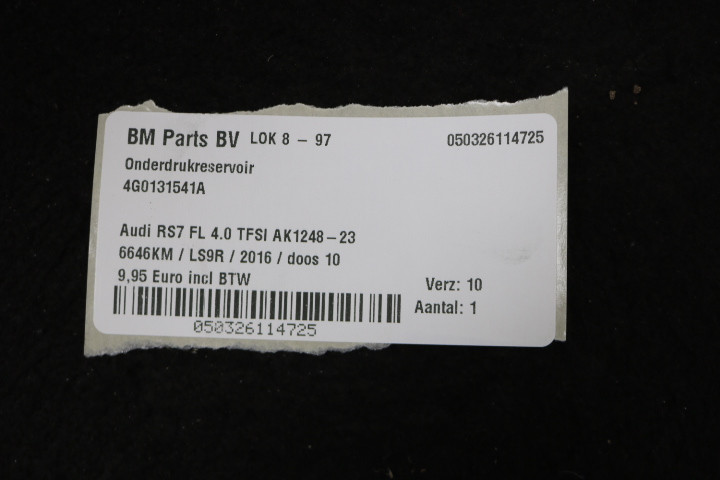 BM Parts BV LOK 8 - 97 050326114725
Onderdrukreservoir
4G0131541A
Audi RS7 FL 4.0 TFSI AK1248-23
6646KM / LS9R / 2016 / doos 10
9,95 Euro incl BTW Verz: 10
Aantal: 1
050326114725